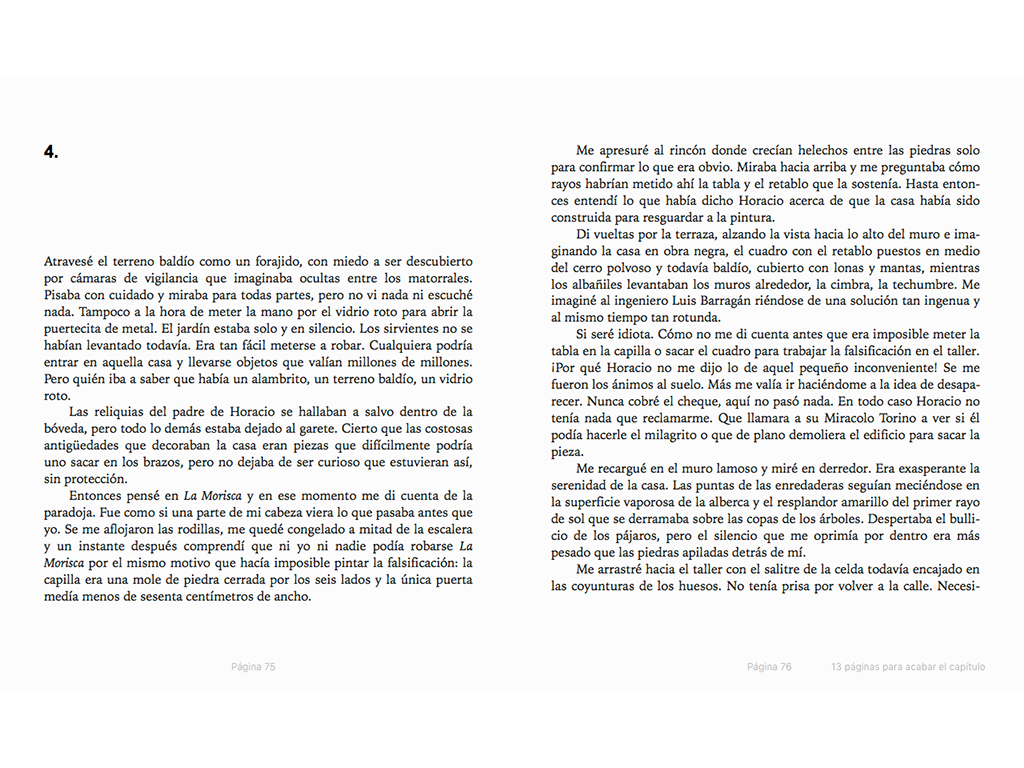 4.
Atravesé el terreno baldío como un forajido, con miedo a ser descubierto
por cámaras de vigilancia que imaginaba ocultas entre los matorrales.
Pisaba con cuidado y miraba para todas partes, pero no vi nada ni escuché
nada. Tampoco a la hora de meter la mano por el vidrio roto para abrir la
puertecita de metal. El jardín estaba solo y en silencio. Los sirvientes no se
habían levantado todavía. Era tan fácil meterse a robar. Cualquiera podría
entrar en aquella casa y llevarse objetos que valían millones de millones.
Pero quién iba a saber que había un alambrito, un terreno baldío, un vidrio
roto.
Las reliquias del padre de Horacio se hallaban a salvo dentro de la
bóveda, pero todo lo demás estaba dejado al garete. Cierto que las costosas
antigüedades que decoraban la casa eran piezas que difícilmente podría
uno sacar en los brazos, pero no dejaba de ser curioso que estuvieran así,
sin protección.
Entonces pensé en La Morisca y en ese momento me di cuenta de la
paradoja. Fue como si una parte de mi cabeza viera lo que pasaba antes que
yo. Se me aflojaron las rodillas, me quedé congelado a mitad de la escalera
y un instante después comprendí que ni yo ni nadie podía robarse La
Morisca por el mismo motivo que hacía imposible pintar la falsificación: la
capilla era una mole de piedra cerrada por los seis lados y la única puerta
medía menos de sesenta centímetros de ancho.
Página 75
Me apresuré al rincón donde crecían helechos entre las piedras solo
para confirmar lo que era obvio. Miraba hacia arriba y me preguntaba cómo
rayos habrían metido ahí la tabla y el retablo que la sostenía. Hasta enton-
ces entendí lo que había dicho Horacio acerca de que la casa había sido
construida para resguardar a la pintura.
Di vueltas por la terraza, alzando la vista hacia lo alto del muro e ima-
ginando la casa en obra negra, el cuadro con el retablo puestos en medio
del cerro polvoso y todavía baldío, cubierto con lonas y mantas, mientras
los albañiles levantaban los muros alrededor, la cimbra, la techumbre. Me
imaginé al ingeniero Luis Barragán riéndose de una solución tan ingenua y
al mismo tiempo tan rotunda.
Si seré idiota. Cómo no me di cuenta antes que era imposible meter la
tabla en la capilla o sacar el cuadro para trabajar la falsificación en el taller.
¡Por qué Horacio no me dijo lo de aquel pequeño inconveniente! Se me
fueron los ánimos al suelo. Más me valía ir haciéndome a la idea de desapa-
recer. Nunca cobré el cheque, aquí no pasó nada. En todo caso Horacio no
tenía nada que reclamarme. Que llamara a su Miracolo Torino a ver si él
podía hacerle el milagrito o que de plano demoliera el edificio para sacar la
pieza.
Me recargué en el muro lamoso y miré en derredor. Era exasperante la
serenidad de la casa. Las puntas de las enredaderas seguían meciéndose en
la superficie vaporosa de la alberca y el resplandor amarillo del primer rayo
de sol que se derramaba sobre las copas de los árboles. Despertaba el bulli-
cio de los pájaros, pero el silencio que me oprimía por dentro era más
pesado que las piedras apiladas detrás de mí.
Me arrastré hacia el taller con el salitre de la celda todavía encajado en
las coyunturas de los huesos. No tenía prisa por volver a la calle. Necesi-
Página 76
13 páginas para acabar el capítulo